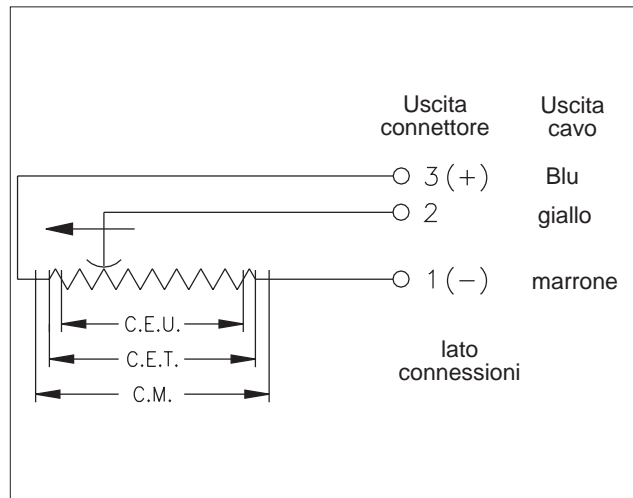 Uscita connettore
Uscita cavo
3 (+) Blu
2 giallo
1 (−) marrone
C.E.U.
C.E.T.
C.M.
lato connessioni